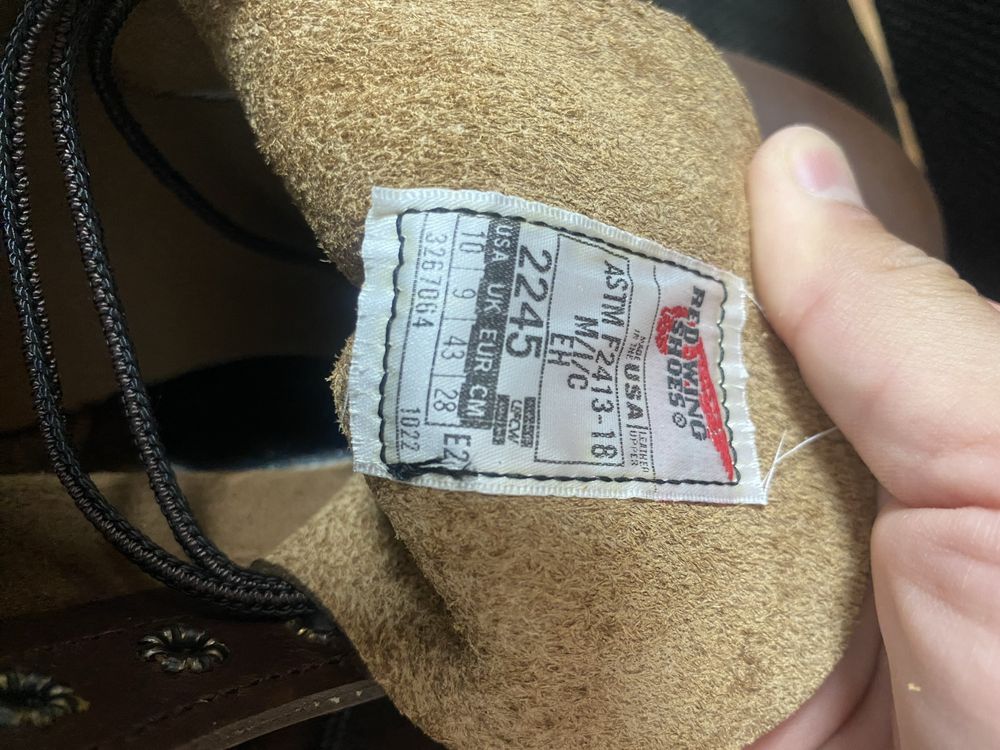 RED WING
SHOES®
MADE
IN THE
USA
LEATHER
UPPER
ASTM F2413-18
M/I/C
EH
2245
USA UK EUR CM
10 9 43 28 E2
3267064
1022